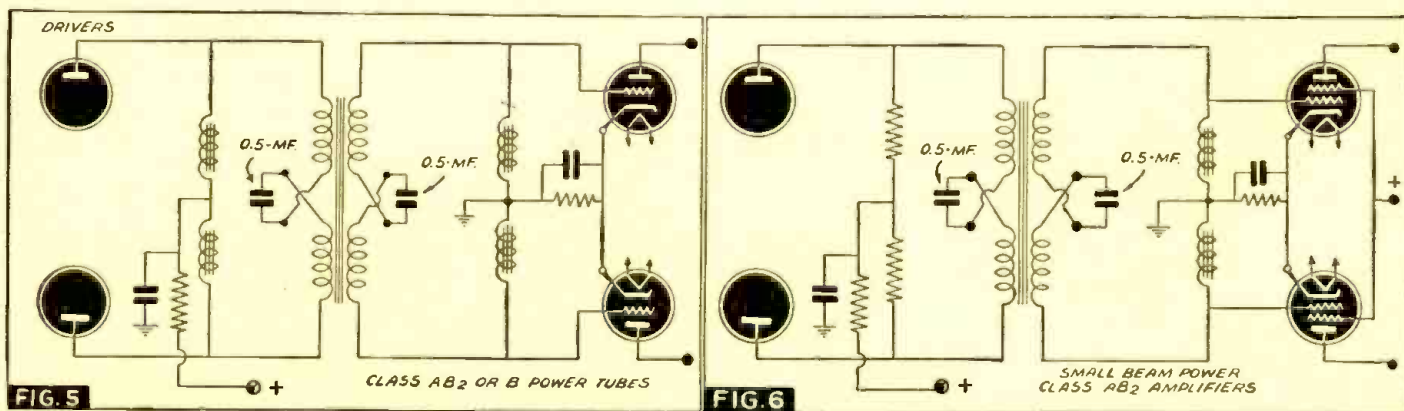 DRIVERS
0.5-MF.
0.5-MF.
+
CLASS AB2 OR B POWER TUBES
FIG.5
0.5-MF.
0.5-MF.
+
+
SMALL BEAM POWER
CLASS AB2 AMPLIFIERS
FIG.6